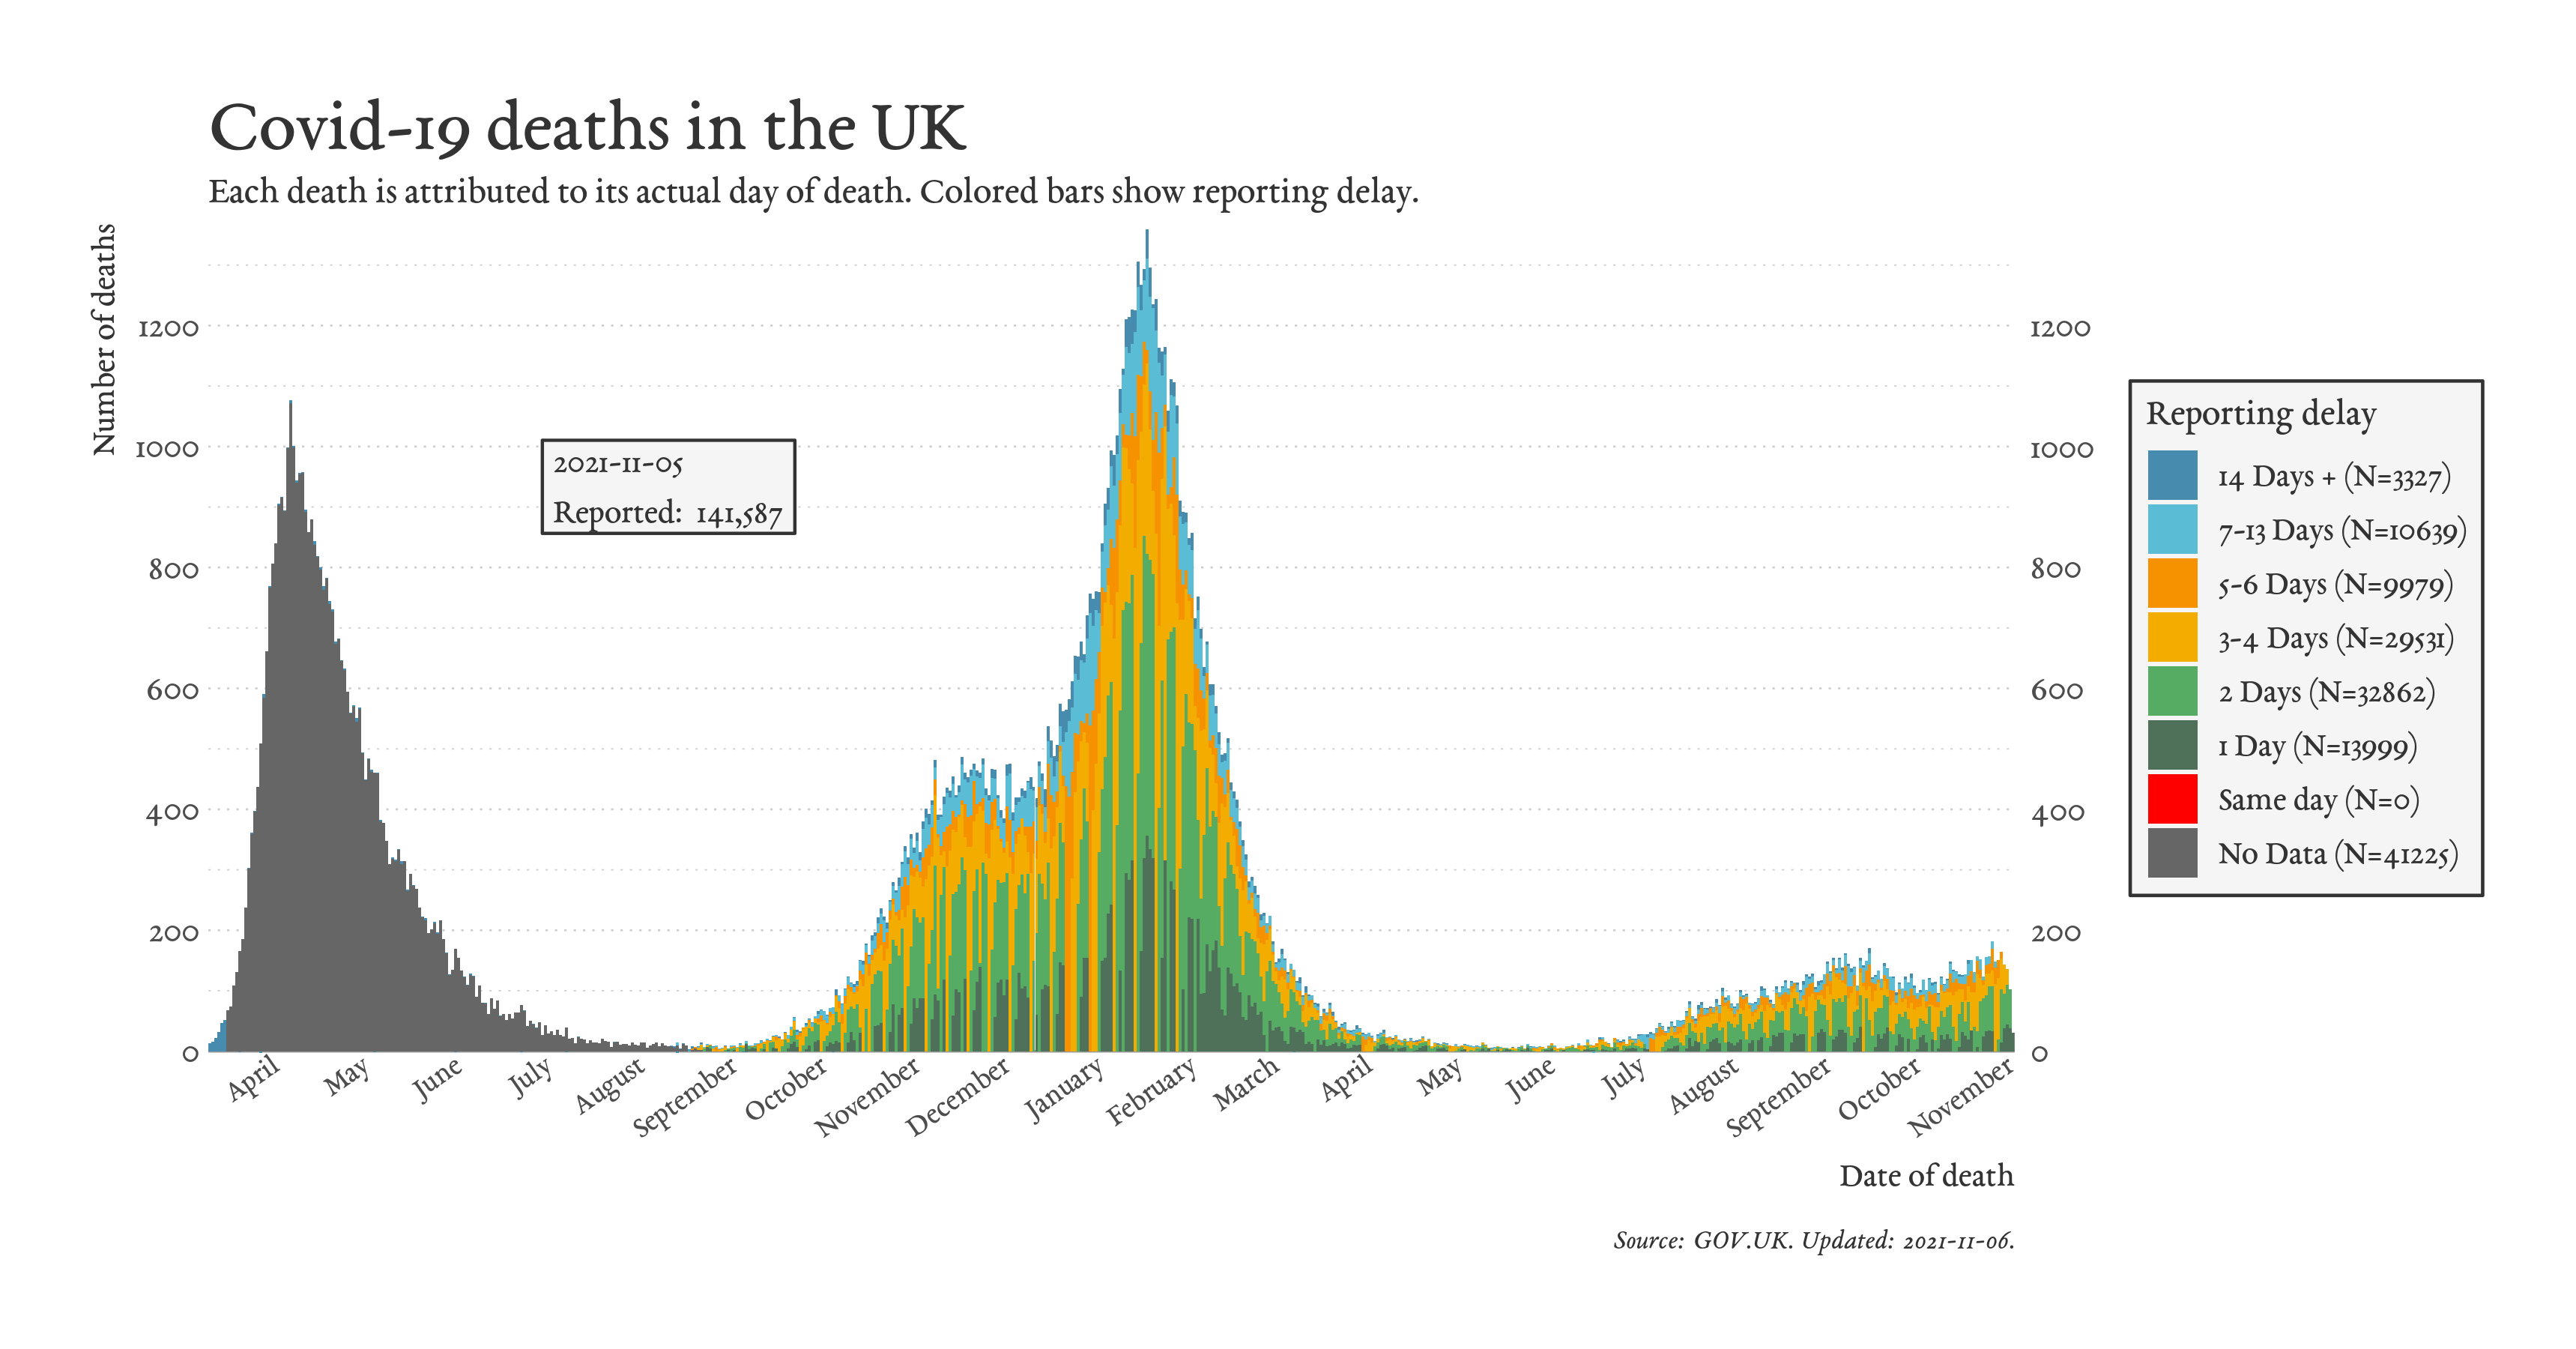 Covid-19 deaths in the UK
Each death is attributed to its actual day of death. Colored bars show reporting delay.
Number of deaths
1200
1000
800
600
400
200
0
2021-11-05
Reported: 141,587
1200
1000
800
600
400
200
0
April
May
June
July
August
September
October
November
December
January
February
March
April
May
June
July
August
September
October
November
Date of death
Reporting delay
14 Days + (N=3327)
7-13 Days (N=10639)
5-6 Days (N=9979)
3-4 Days (N=29531)
2 Days (N=32862)
1 Day (N=13999)
Same day (N=0)
No Data (N=41225)
Source: GOV.UK. Updated: 2021-11-06.